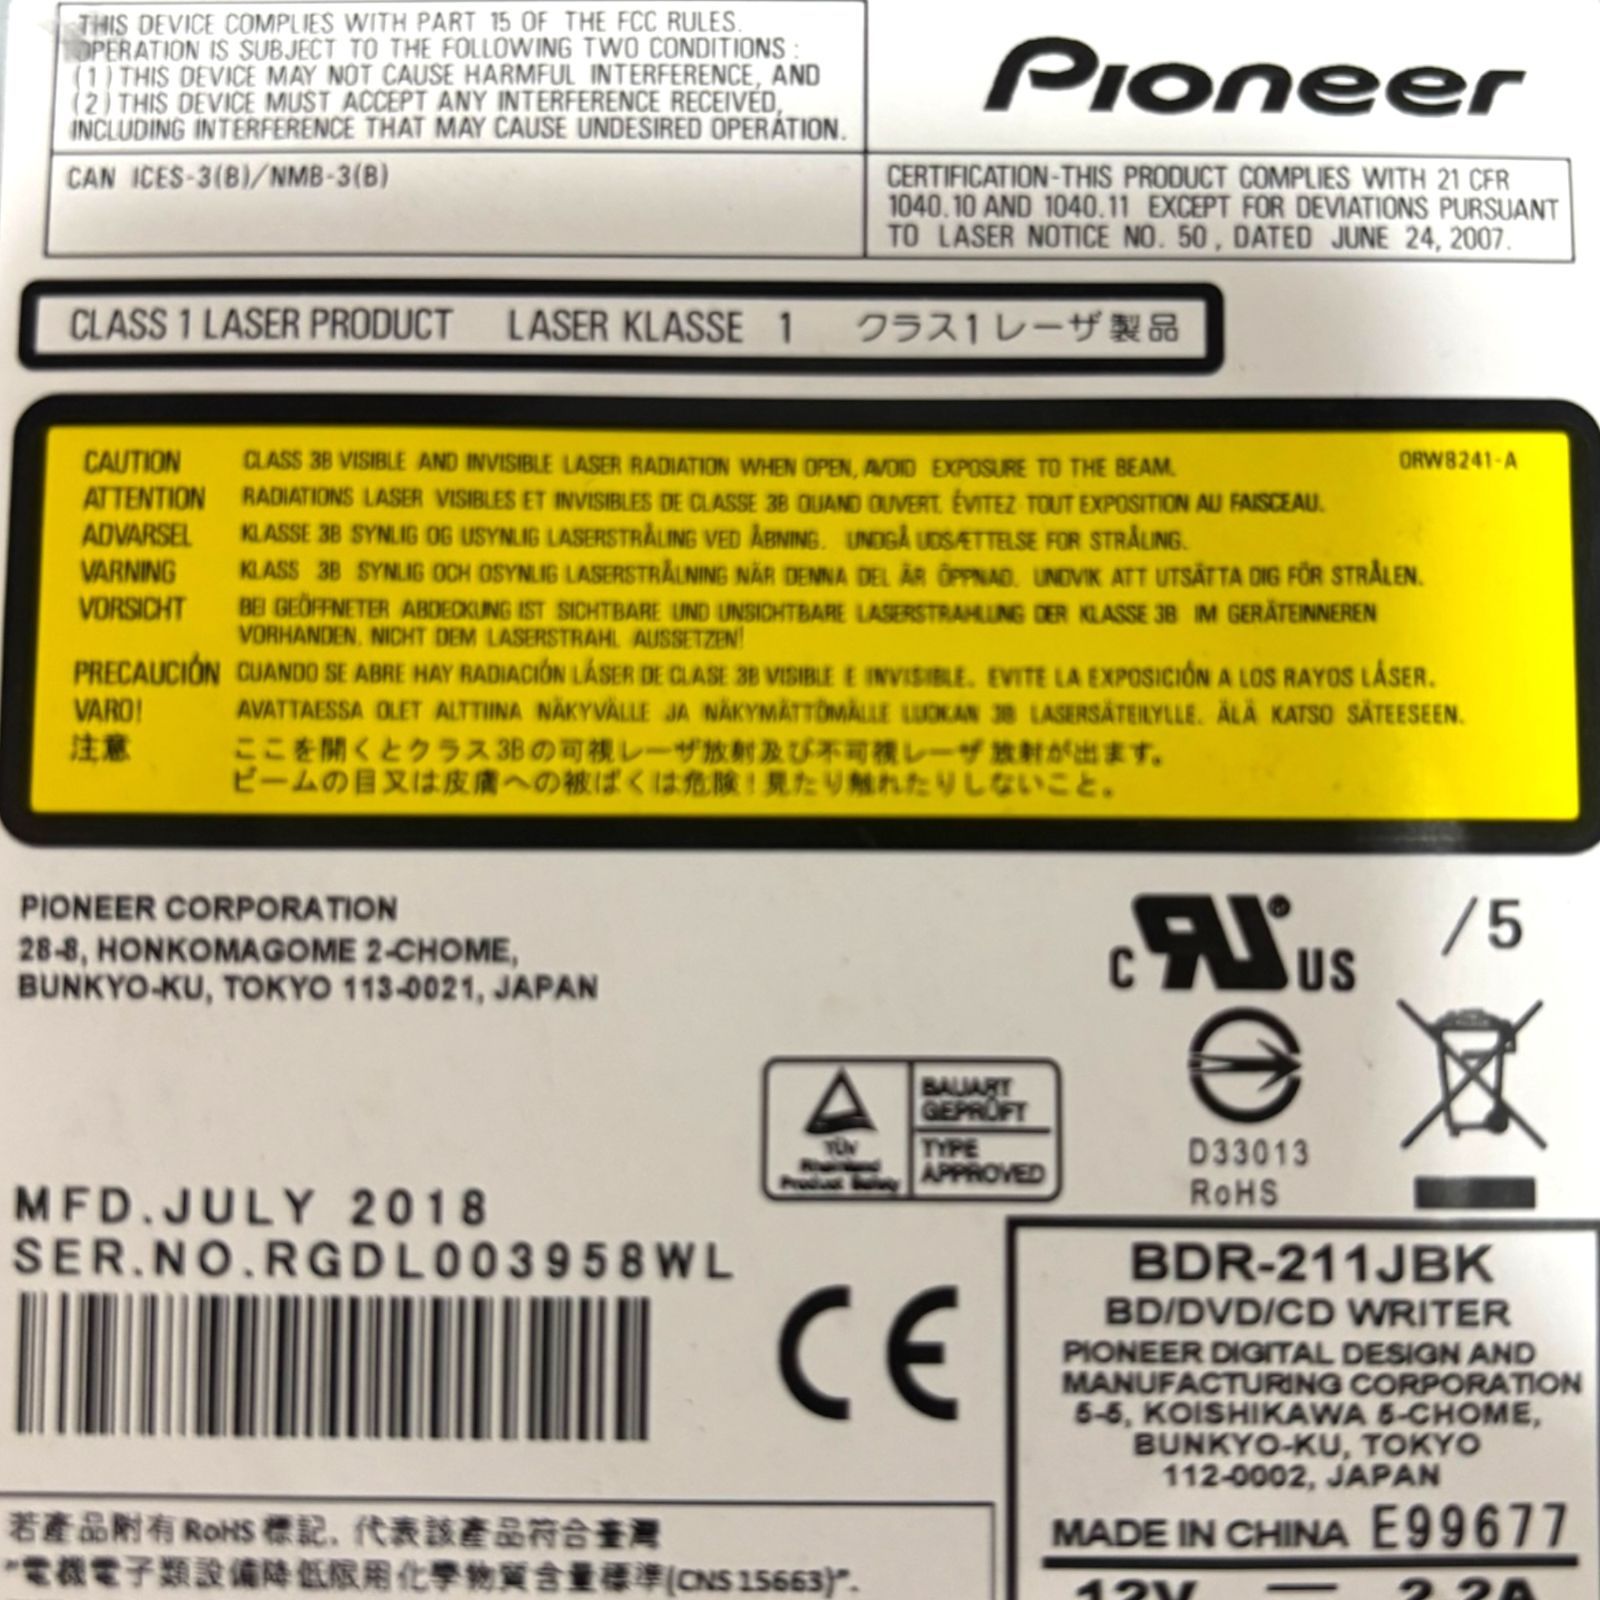 THIS DEVICE COMPLIES WITH PART 15 OF THE FCC RULES.
OPERATION IS SUBJECT TO THE FOLLOWING TWO CONDITIONS :
(1) THIS DEVICE MAY NOT CAUSE HARMFUL INTERFERENCE, AND
(2) THIS DEVICE MUST ACCEPT ANY INTERFERENCE RECEIVED,
INCLUDING INTERFERENCE THAT MAY CAUSE UNDESIRED OPERATION.
CAN ICES-3(B)/NMB-3(B)
Pioneer
CERTIFICATION-THIS PRODUCT COMPLIES WITH 21 CFR
1040.10 AND 1040.11 EXCEPT FOR DEVIATIONS PURSUANT
TO LASER NOTICE NO. 50, DATED JUNE 24, 2007.
CLASS 1 LASER PRODUCT LASER KLASSE 1 クラス1 レーザ製品
CAUTION CLASS 3B VISIBLE AND INVISIBLE LASER RADIATION WHEN OPEN, AVOID EXPOSURE TO THE BEAM. ORW8241-A
ATTENTION RADIATIONS LASER VISIBLES ET INVISIBLES DE CLASSE 3B QUAND OUVERT. ÉVITEZ TOUT EXPOSITION AU FAISCEAU.
ADVARSEL KLASSE 3B SYNLIG OG USYNLIG LASERSTRÅLING VED ÅBNING. UNDGÅ UDSÆTTELSE FOR STRÅLING.
VARNING KLASS 3B SYNLIG OCH OSYNLIG LASERSTRÅLNING NÄR DENNA DEL ÄR ÖPPNAD. UNDVIK ATT UTSÄTTA DIG FÖR STRÅLEN.
VORSICHT BEI GEÖFFNETER ABDECKUNG IST SICHTBARE UND UNSICHTBARE LASERSTRAHLUNG DER KLASSE 3B IM GERÄTEINNEREN
VORHANDEN. NICHT DEM LASERSTRAHL AUSSETZEN!
PRECAUCIÓN CUANDO SE ABRE HAY RADIACIÓN LÁSER DE CLASE 3B VISIBLE E INVISIBLE. EVITE LA EXPOSICIÓN A LOS RAYOS LÁSER.
VARO! AVATTAESSA OLET ALTTIINA NÄKYVÄLLE JA NÄKYMÄTTÖMÄLLE LUOKAN 3B LASERSÄTEILYLLE. ÄLÄ KATSO SÄTEESEEN.
注意 ここを開くとクラス3Bの可視レーザ放射及び不可視レーザ放射が出ます。
ビームの目又は皮膚への被ばくは危険！見たり触れたりしないこと。
PIONEER CORPORATION
28-8, HONKOMAGOME 2-CHOME,
BUNKYO-KU, TOKYO 113-0021, JAPAN
C RU® US
/5
TÜV
Rheinland
Product Safety
BAUART
GEPRÜFT
TYPE
APPROVED
D33013
RoHS
MFD.JULY 2018
SER.NO.RGDL003958WL
CE
BDR-211JBK
BD/DVD/CD WRITER
PIONEER DIGITAL DESIGN AND
MANUFACTURING CORPORATION
5-5, KOISHIKAWA 5-CHOME,
BUNKYO-KU, TOKYO
112-0002, JAPAN
MADE IN CHINA E99677
12V 2.2A
若產品附有RoHS標記, 代表該產品符合臺灣
"電機電子類設備降低限用化學物質含量標準(CNS 15663)".